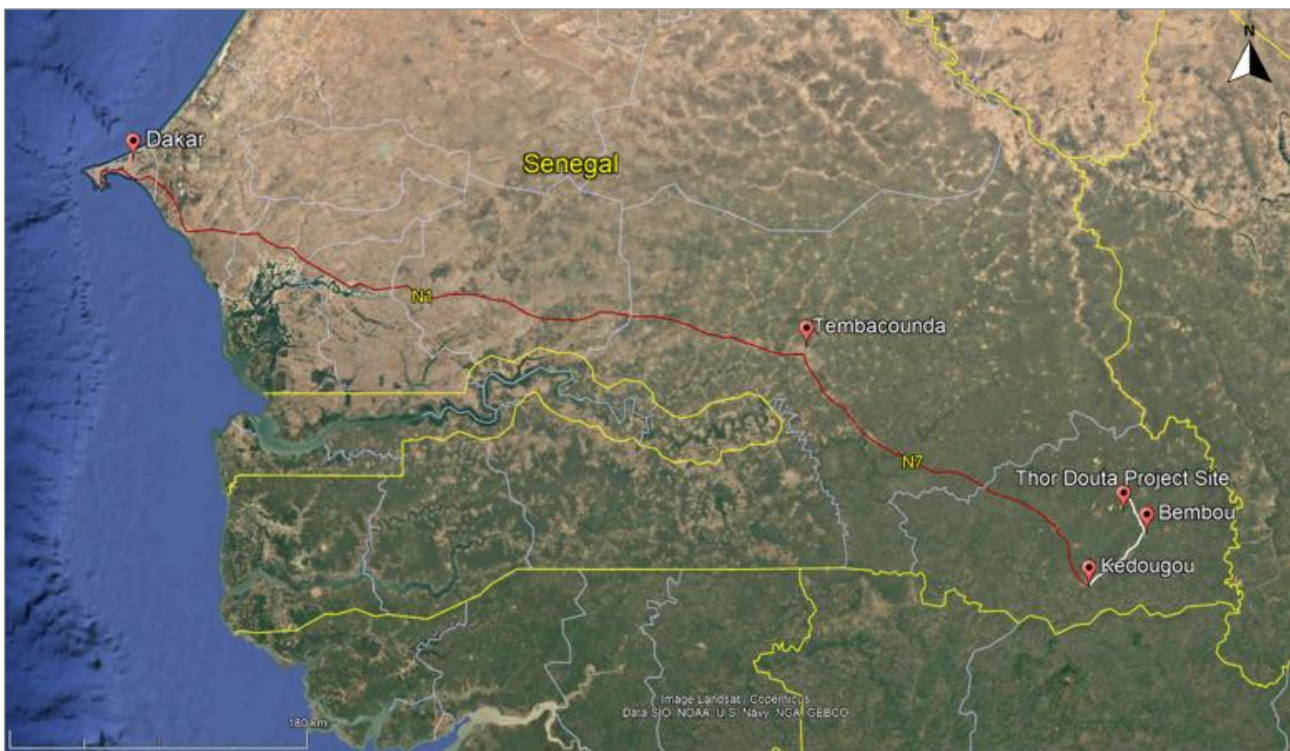 N
Dakar
Senegal
N1
Tembacounda
N7
Thor Douta Project Site
Bembou
Kedougou
Image Landsat / Copernicus
Data SIO, NOAA, U.S. Navy, NGA, GEBCO
180 km